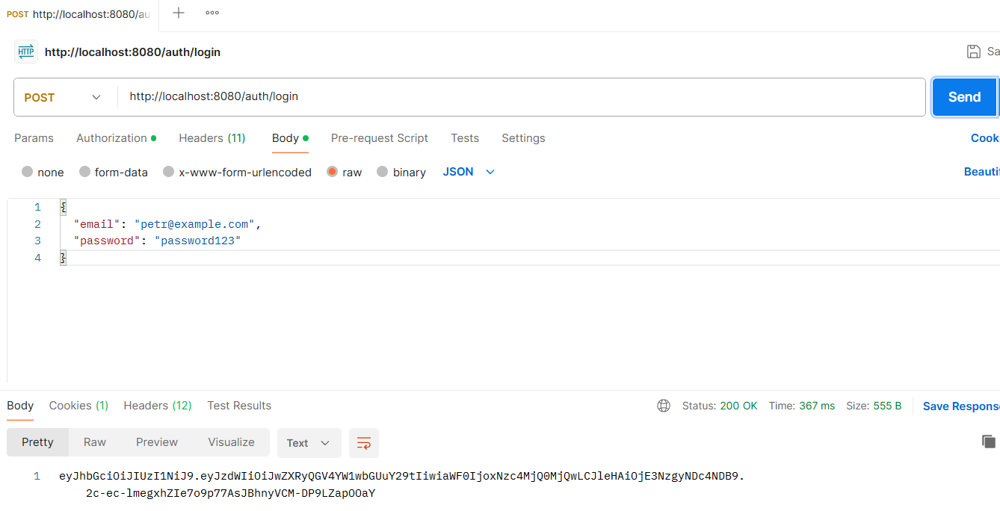 POST http://localhost:8080/au
HTTP http://localhost:8080/auth/login Sa
POST http://localhost:8080/auth/login Send
Params Authorization Headers (11) Body Pre-request Script Tests Settings Cook
none form-data x-www-form-urlencoded raw binary JSON Beautif
1 {
2 "email": "petr@example.com",
3 "password": "password123"
4 }
Body Cookies (1) Headers (12) Test Results Status: 200 OK Time: 367 ms Size: 555 B Save Respons
Pretty Raw Preview Visualize Text
1 eyJhbGciOiJIUzI1NiJ9.eyJzdWIiOiJwZXRyQGV4YW1wbGUuY29tIiwiaWF0IjoxNzc4MjQ0MjQwLCJleHAiOjE3NzgyNDc4NDB9.
2c-ec-lmegxhZIe7o9p77AsJBhnyVCM-DP9LZapOOaY